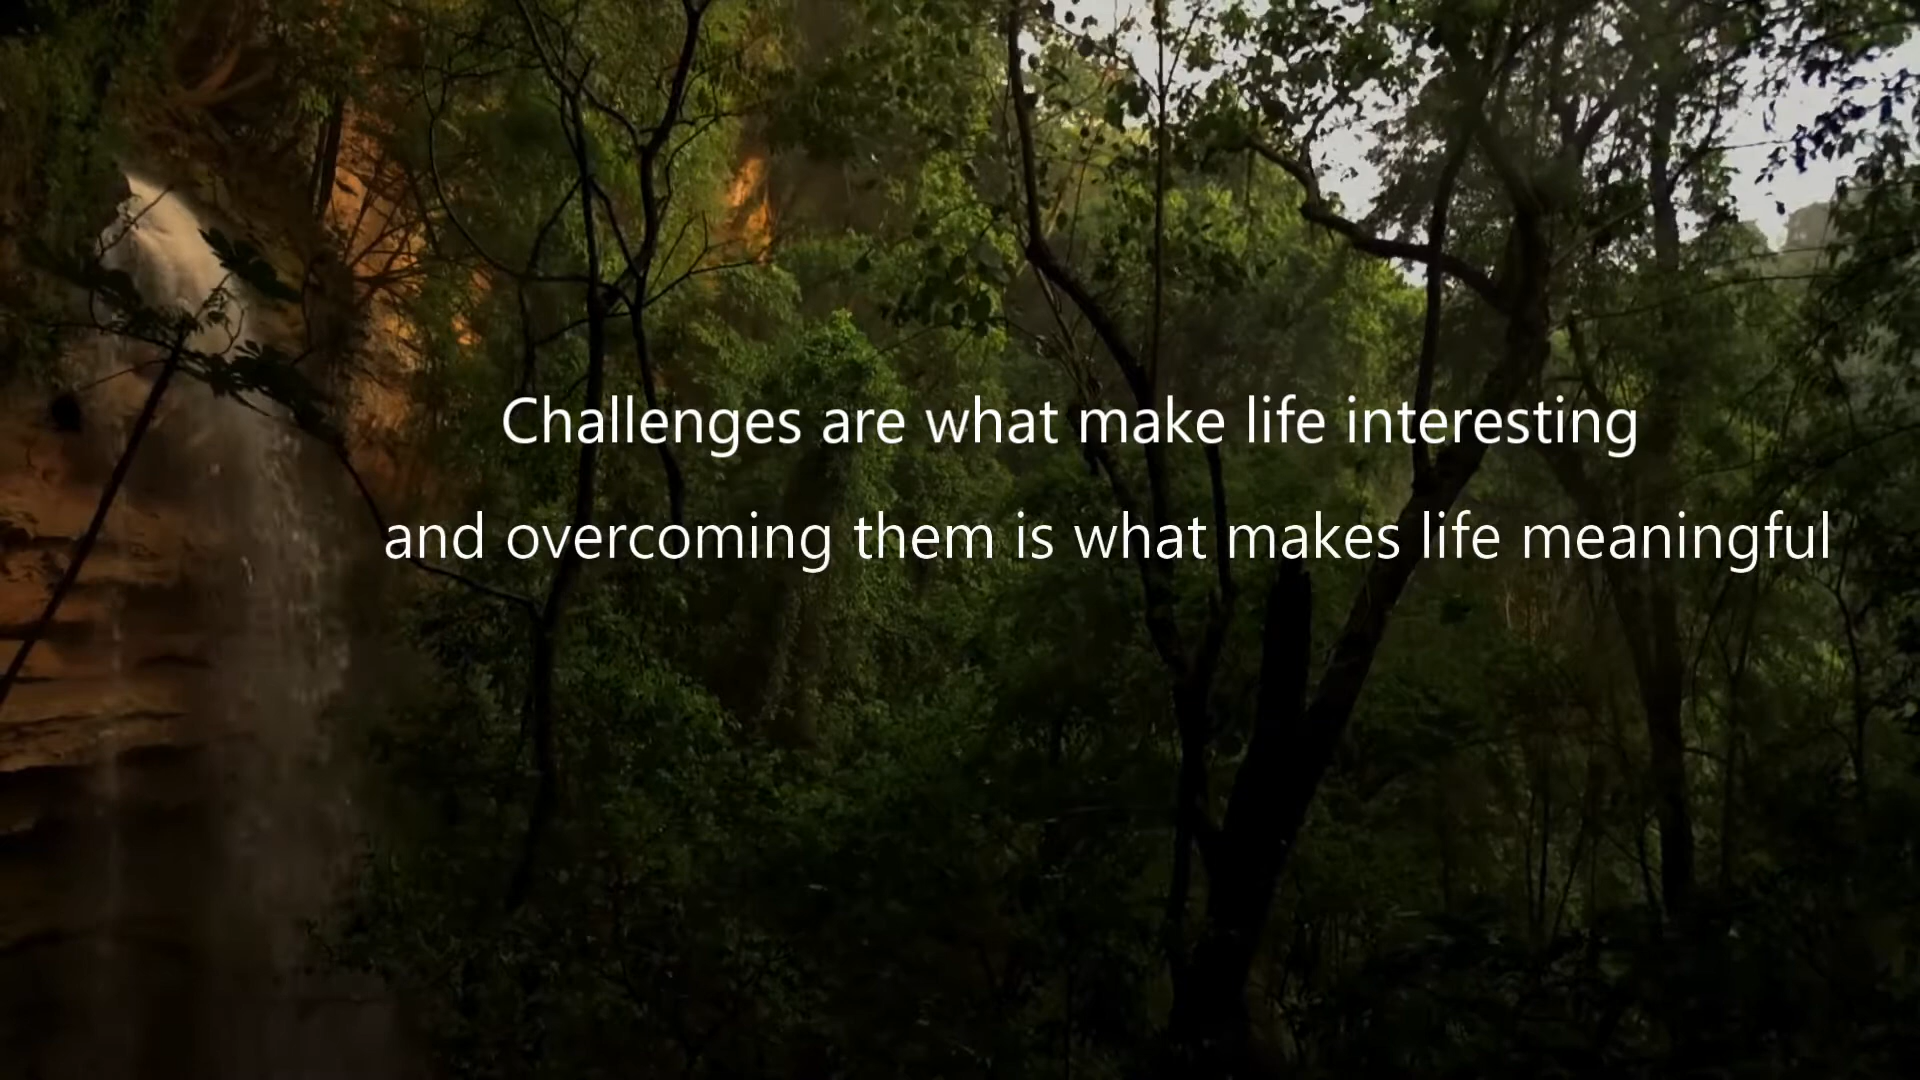 Challenges are what make life interesting
and overcoming them is what makes life meaningful